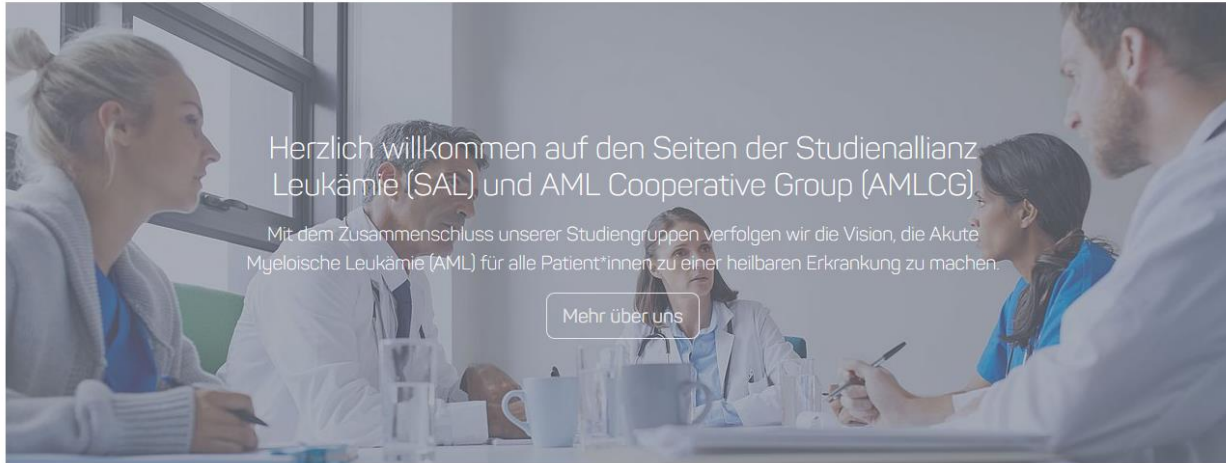 Herzlich willkommen auf den Seiten der Studienallianz
Leukämie (SAL) und AML Cooperative Group (AMLCG)
Mit dem Zusammenschluss unserer Studiengruppen verfolgen wir die Vision, die Akute
Myeloische Leukämie (AML) für alle Patient*innen zu einer heilbaren Erkrankung zu machen.
Mehr über uns